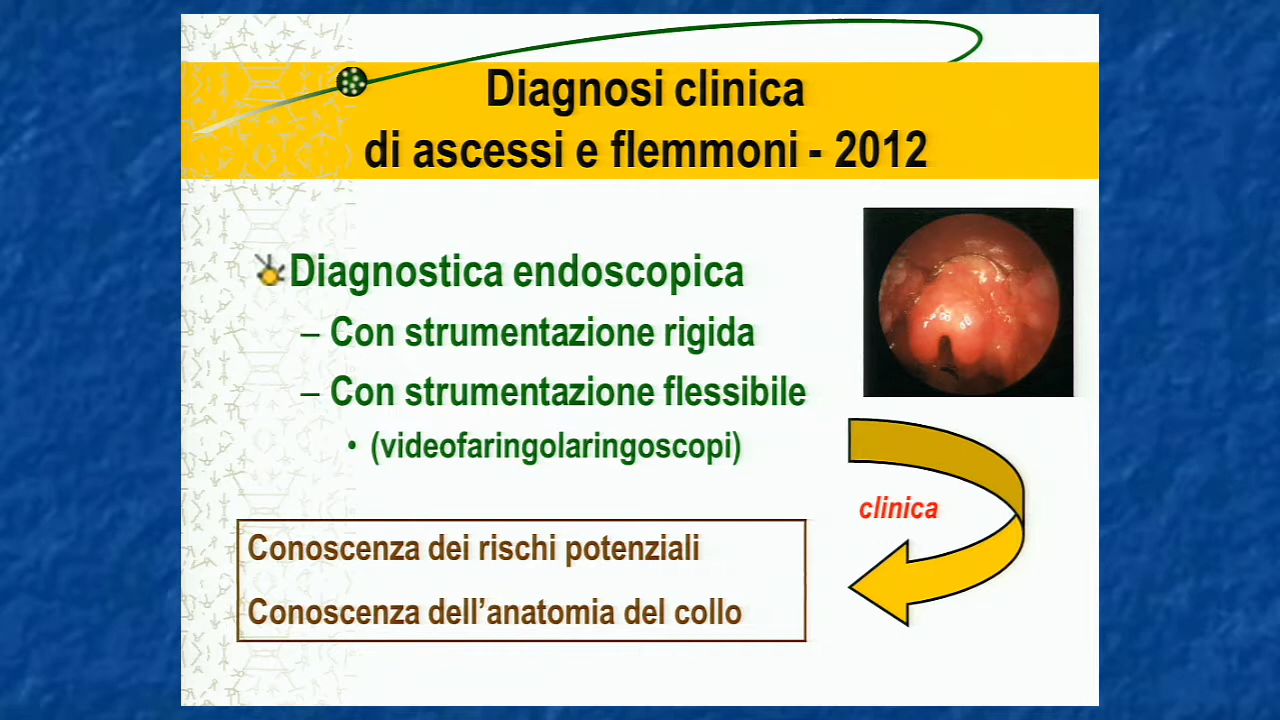 Diagnosi clinica
di ascessi e flemmoni - 2012
Diagnostica endoscopica
– Con strumentazione rigida
– Con strumentazione flessibile
• (videofaringolaringoscopi)
clinica
Conoscenza dei rischi potenziali
Conoscenza dell’anatomia del collo